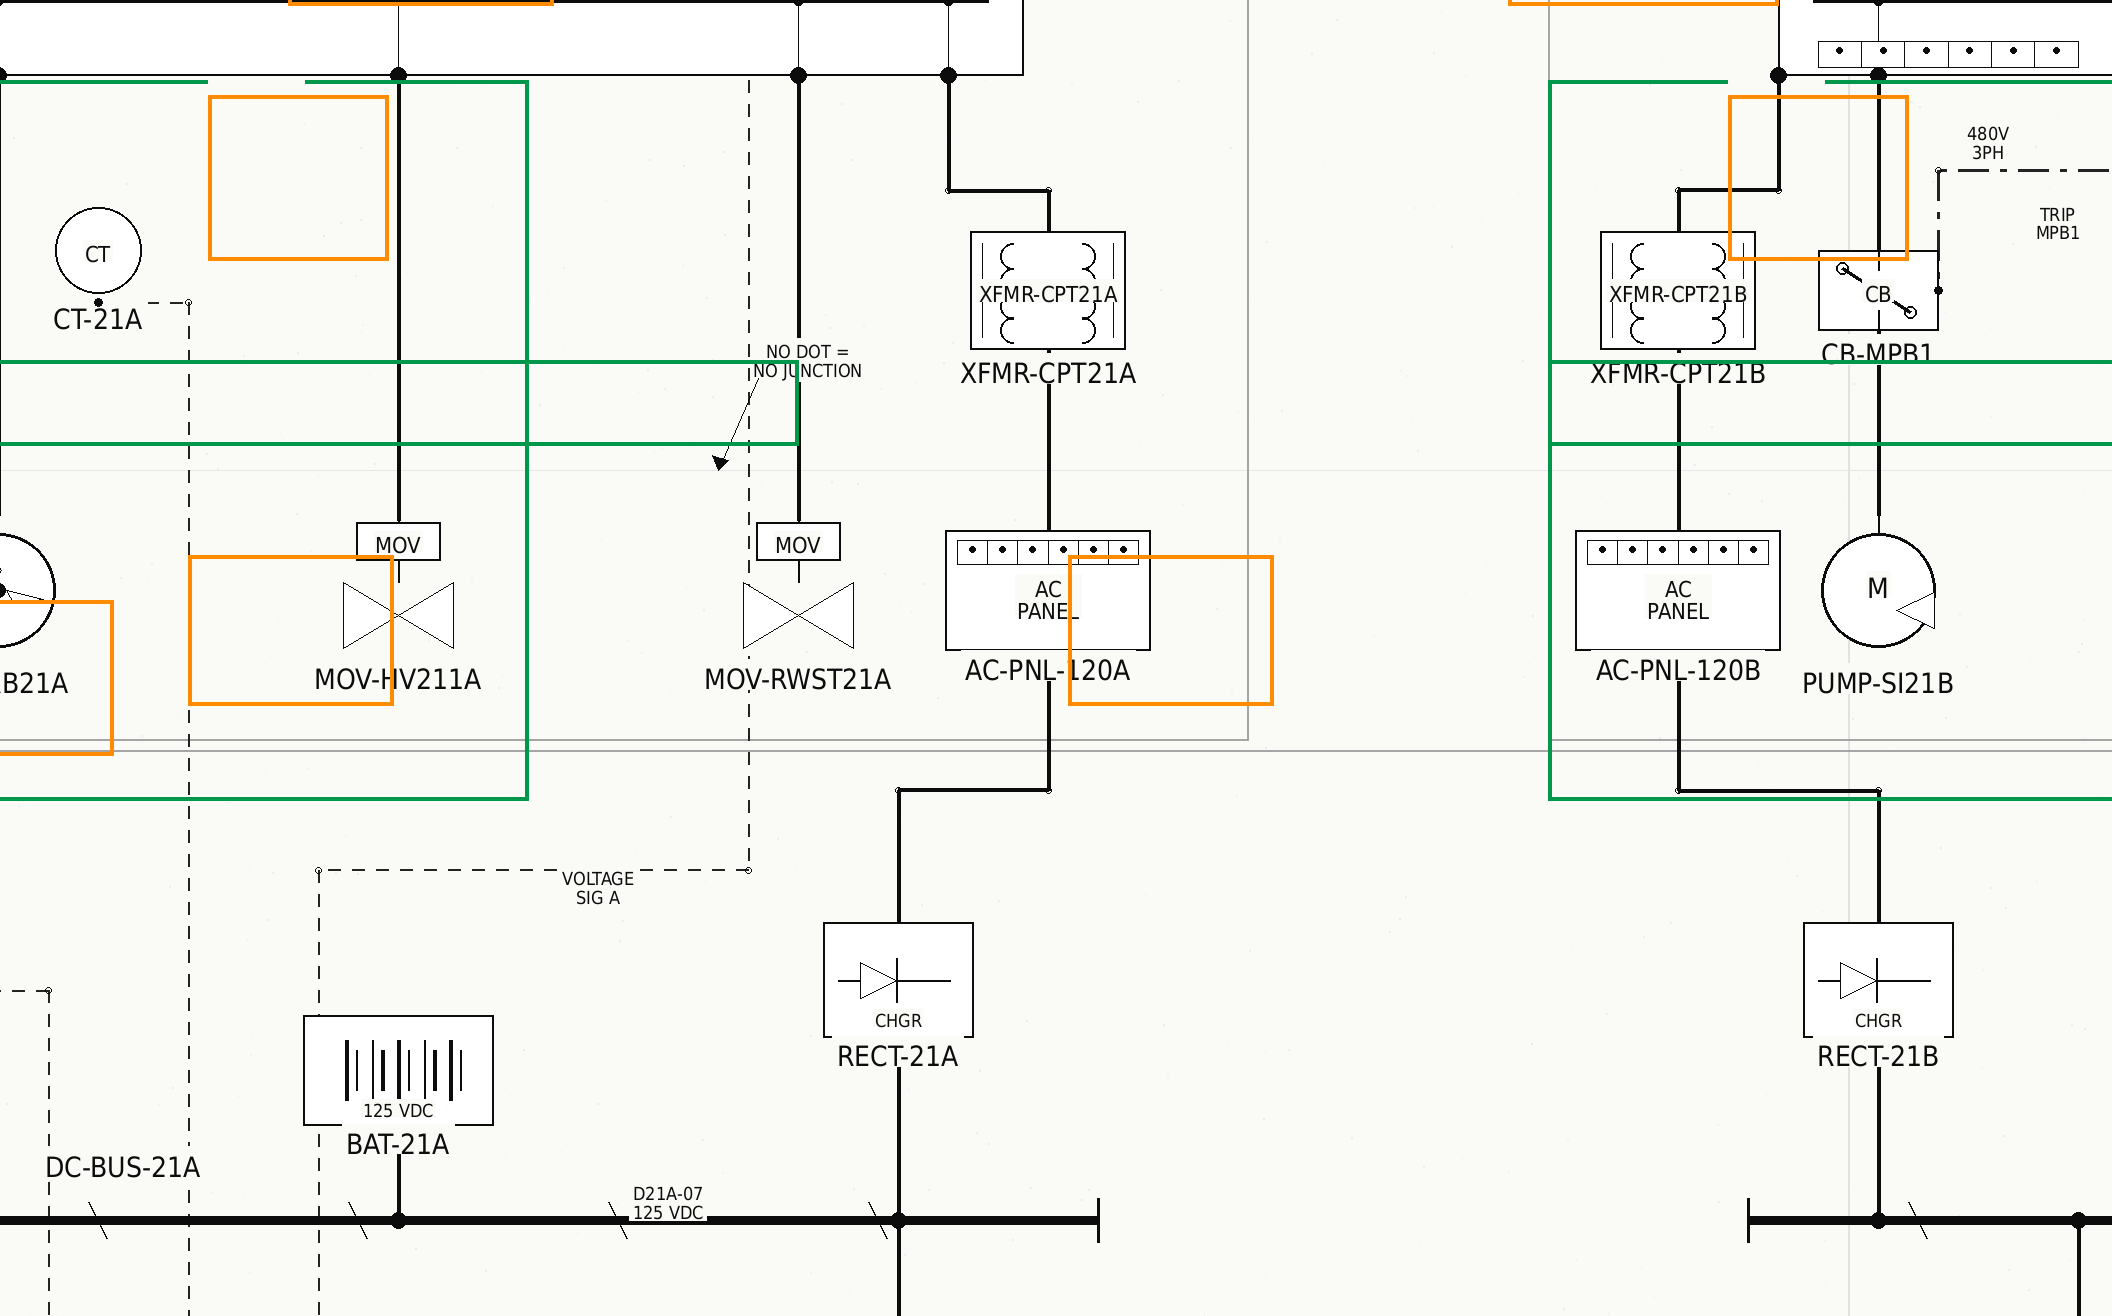 480V
3PH
TRIP
MPB1
CT
CT-21A
XFMR-CPT21A
XFMR-CPT21A
XFMR-CPT21B
XFMR-CPT21B
CB
CB-MPB1
NO DOT =
NO JUNCTION
MOV
MOV-HV211A
MOV
MOV-RWST21A
AC
PANEL
AC-PNL-120A
AC
PANEL
AC-PNL-120B
M
PUMP-SI21B
B21A
VOLTAGE
SIG A
CHGR
RECT-21A
CHGR
RECT-21B
125 VDC
BAT-21A
DC-BUS-21A
D21A-07
125 VDC